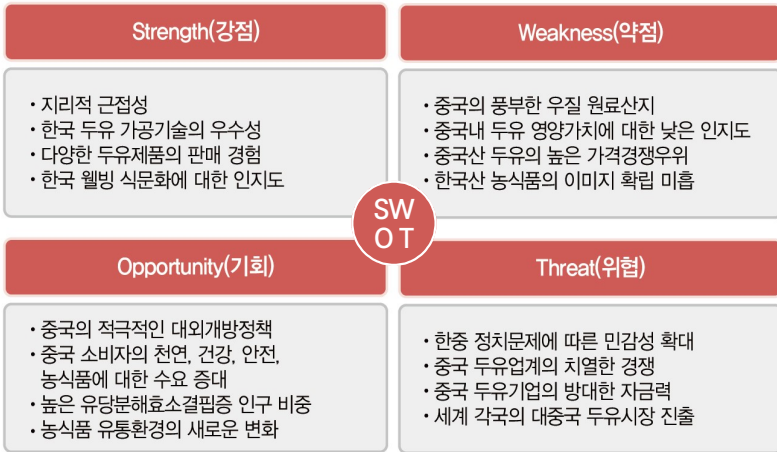 Strength(강점)
• 지리적 근접성
• 한국 두유 가공기술의 우수성
• 다양한 두유제품의 판매 경험
• 한국 웰빙 식문화에 대한 인지도
Weakness(약점)
• 중국의 풍부한 우질 원료산지
• 중국내 두유 영양가치에 대한 낮은 인지도
• 중국산 두유의 높은 가격경쟁우위
• 한국산 농식품의 이미지 확립 미흡
SW
OT
Opportunity(기회)
• 중국의 적극적인 대외개방정책
• 중국 소비자의 천연, 건강, 안전,
농식품에 대한 수요 증대
• 높은 유당분해효소결핍증 인구 비중
• 농식품 유통환경의 새로운 변화
Threat(위협)
• 한중 정치문제에 따른 민감성 확대
• 중국 두유업계의 치열한 경쟁
• 중국 두유기업의 방대한 자금력
• 세계 각국의 대중국 두유시장 진출